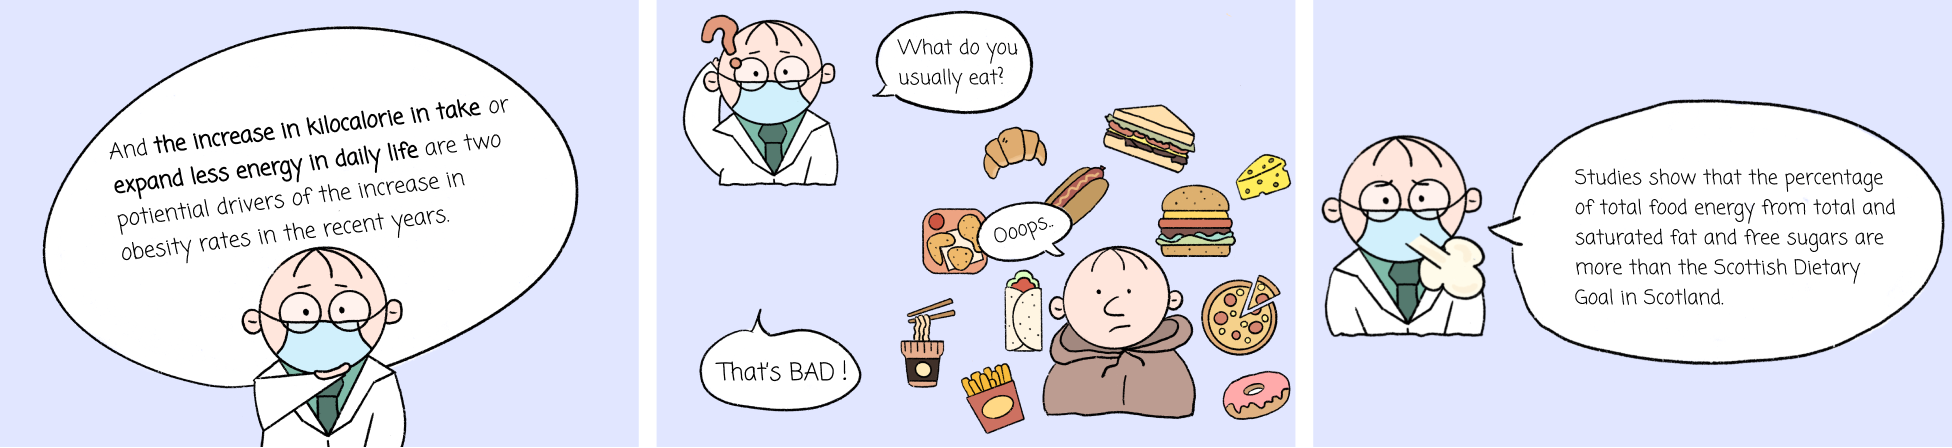 And the increase in kilocalorie in take or
expand less energy in daily life are two
potiential drivers of the increase in
obesity rates in the recent years.
?
What do you
usually eat?
Ooops..
That's BAD !
Studies show that the percentage
of total food energy from total and
saturated fat and free sugars are
more than the Scottish Dietary
Goal in Scotland.